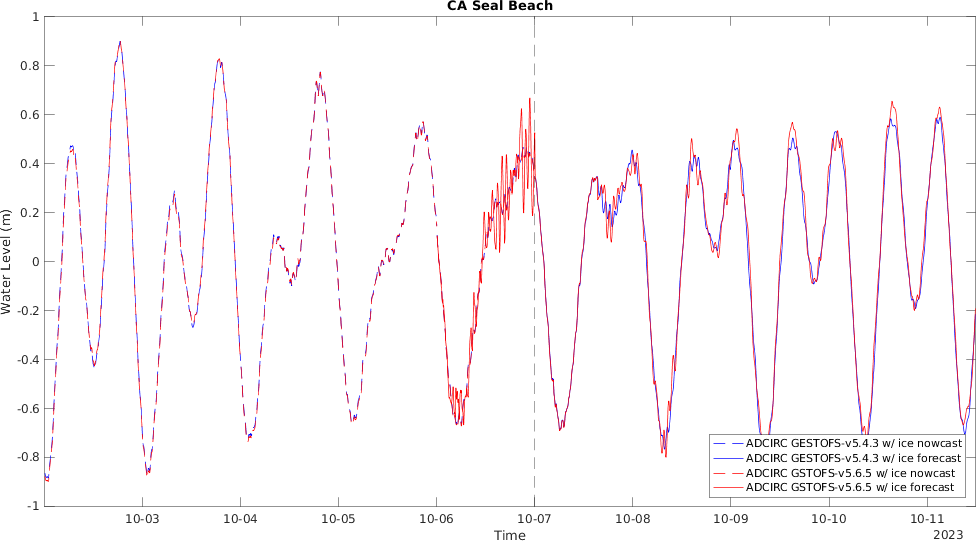 CA Seal Beach
1
0.8
0.6
0.4
0.2
0
-0.2
-0.4
-0.6
-0.8
-1
Water Level (m)
10-03 10-04 10-05 10-06 10-07 10-08 10-09 10-10 10-11
Time
2023
ADCIRC GESTOFS-v5.4.3 w/ ice nowcast
ADCIRC GESTOFS-v5.4.3 w/ ice forecast
ADCIRC GSTOFS-v5.6.5 w/ ice nowcast
ADCIRC GSTOFS-v5.6.5 w/ ice forecast